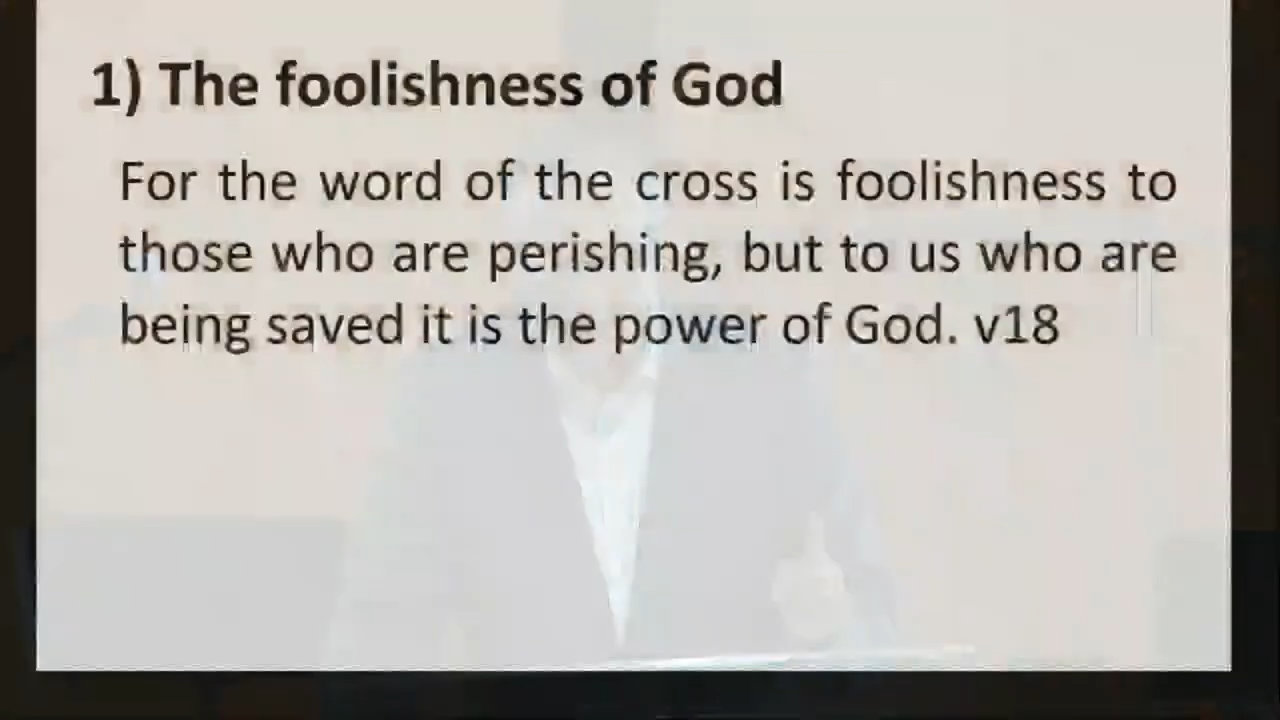 1) The foolishness of God
For the word of the cross is foolishness to
those who are perishing, but to us who are
being saved it is the power of God. v18